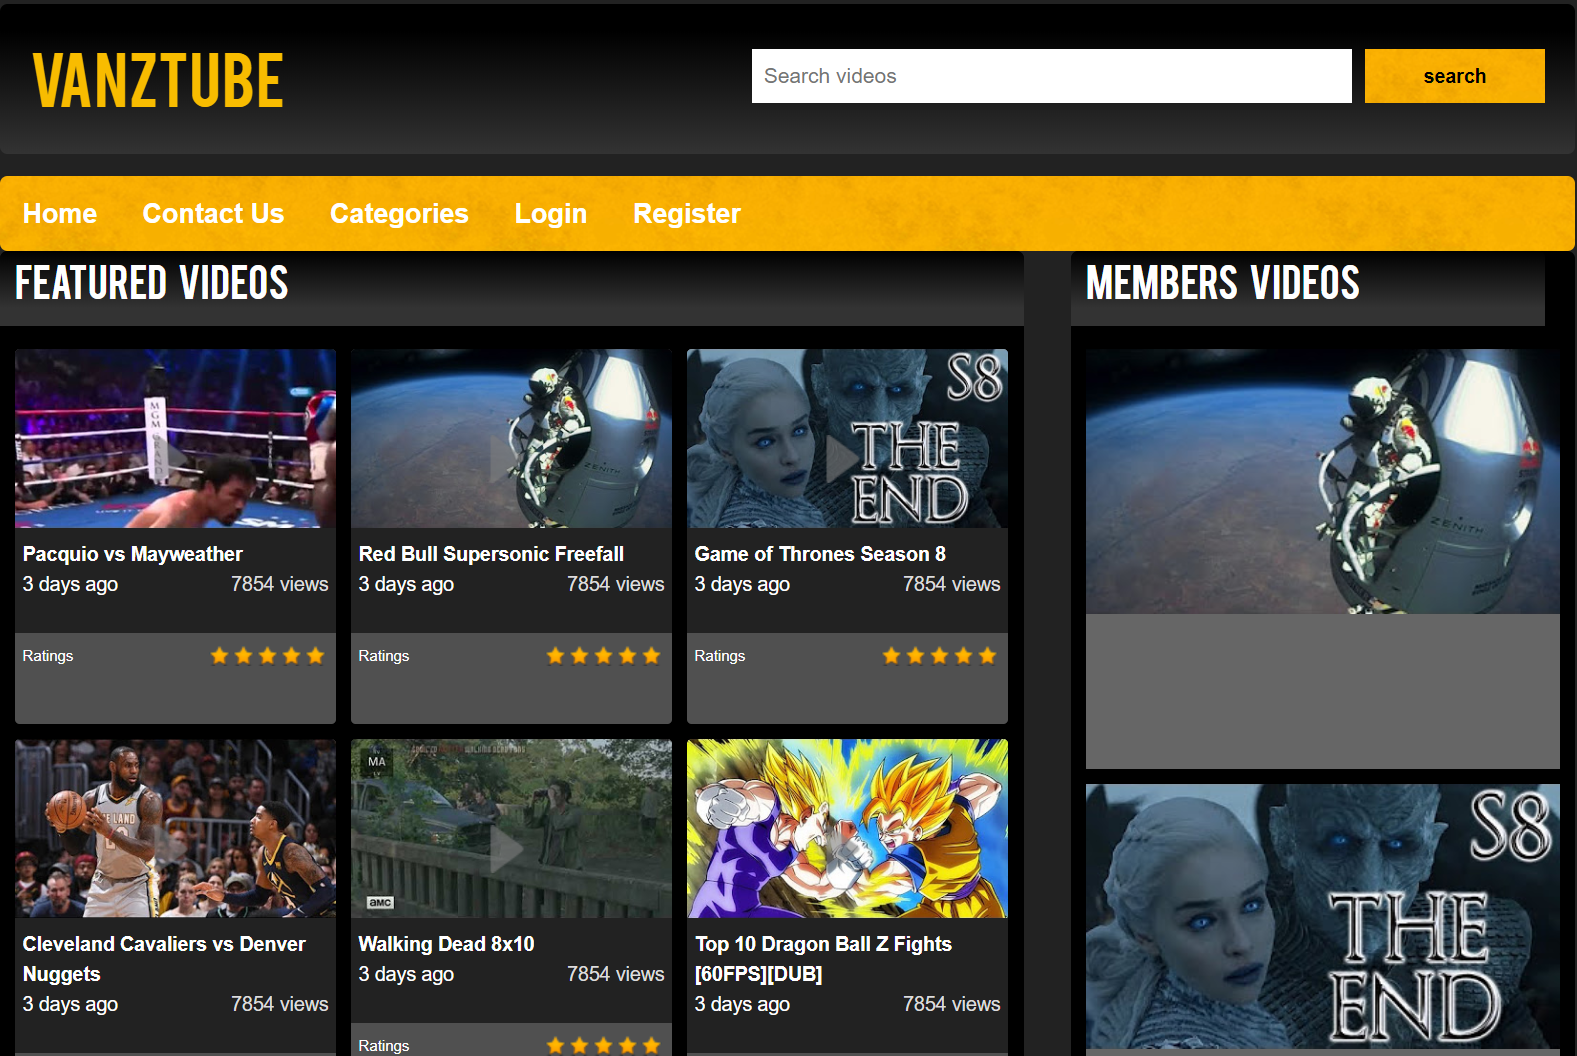 VANZTUBE
Search videos
search
Home Contact Us Categories Login Register
FEATURED VIDEOS
MEMBERS VIDEOS
MGM GRAND
ZENITH
S8
THE
END
Pacquio vs Mayweather
3 days ago 7854 views
Ratings
Red Bull Supersonic Freefall
3 days ago 7854 views
Ratings
Game of Thrones Season 8
3 days ago 7854 views
Ratings
ZENITH
MA
amc
Cleveland Cavaliers vs Denver
Nuggets
3 days ago 7854 views
Walking Dead 8x10
3 days ago 7854 views
Ratings
Top 10 Dragon Ball Z Fights
[60FPS][DUB]
3 days ago 7854 views
S8
THE
END